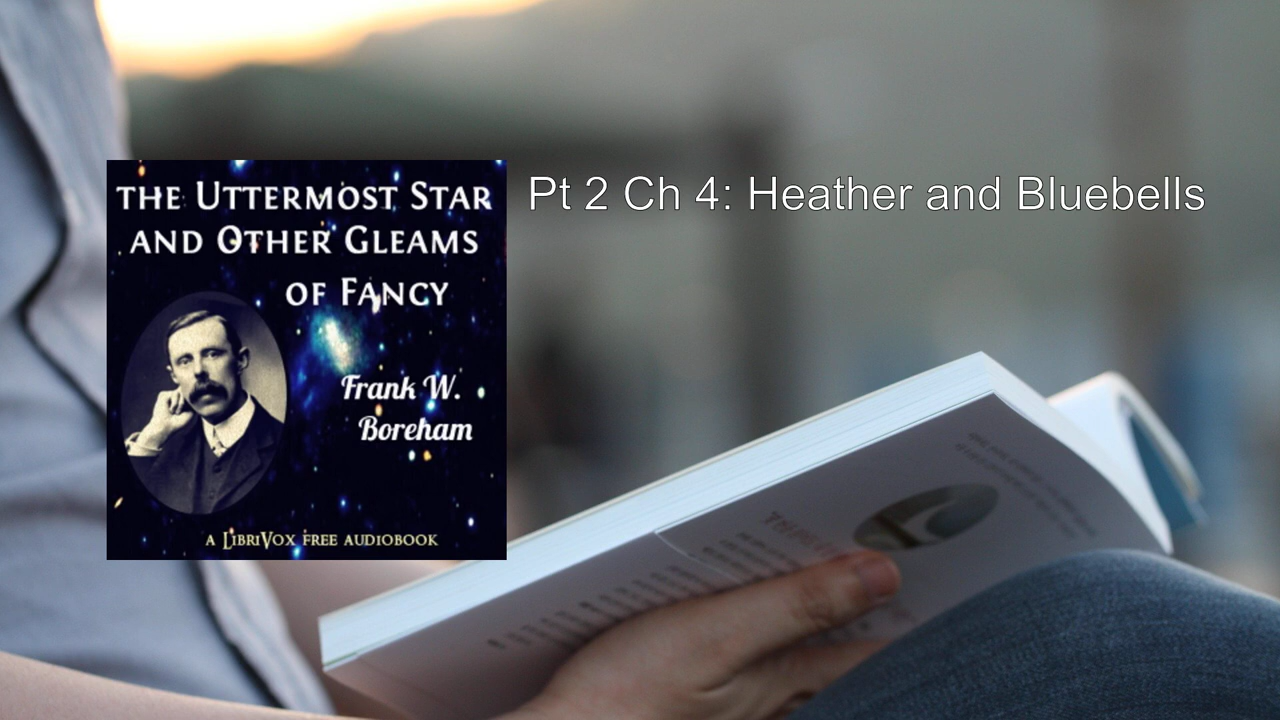 THE UTTERMOST STAR
AND OTHER GLEAMS
OF FANCY
Frank W.
Boreham
A LIBRIVOX FREE AUDIOBOOK
Pt 2 Ch 4: Heather and Bluebells